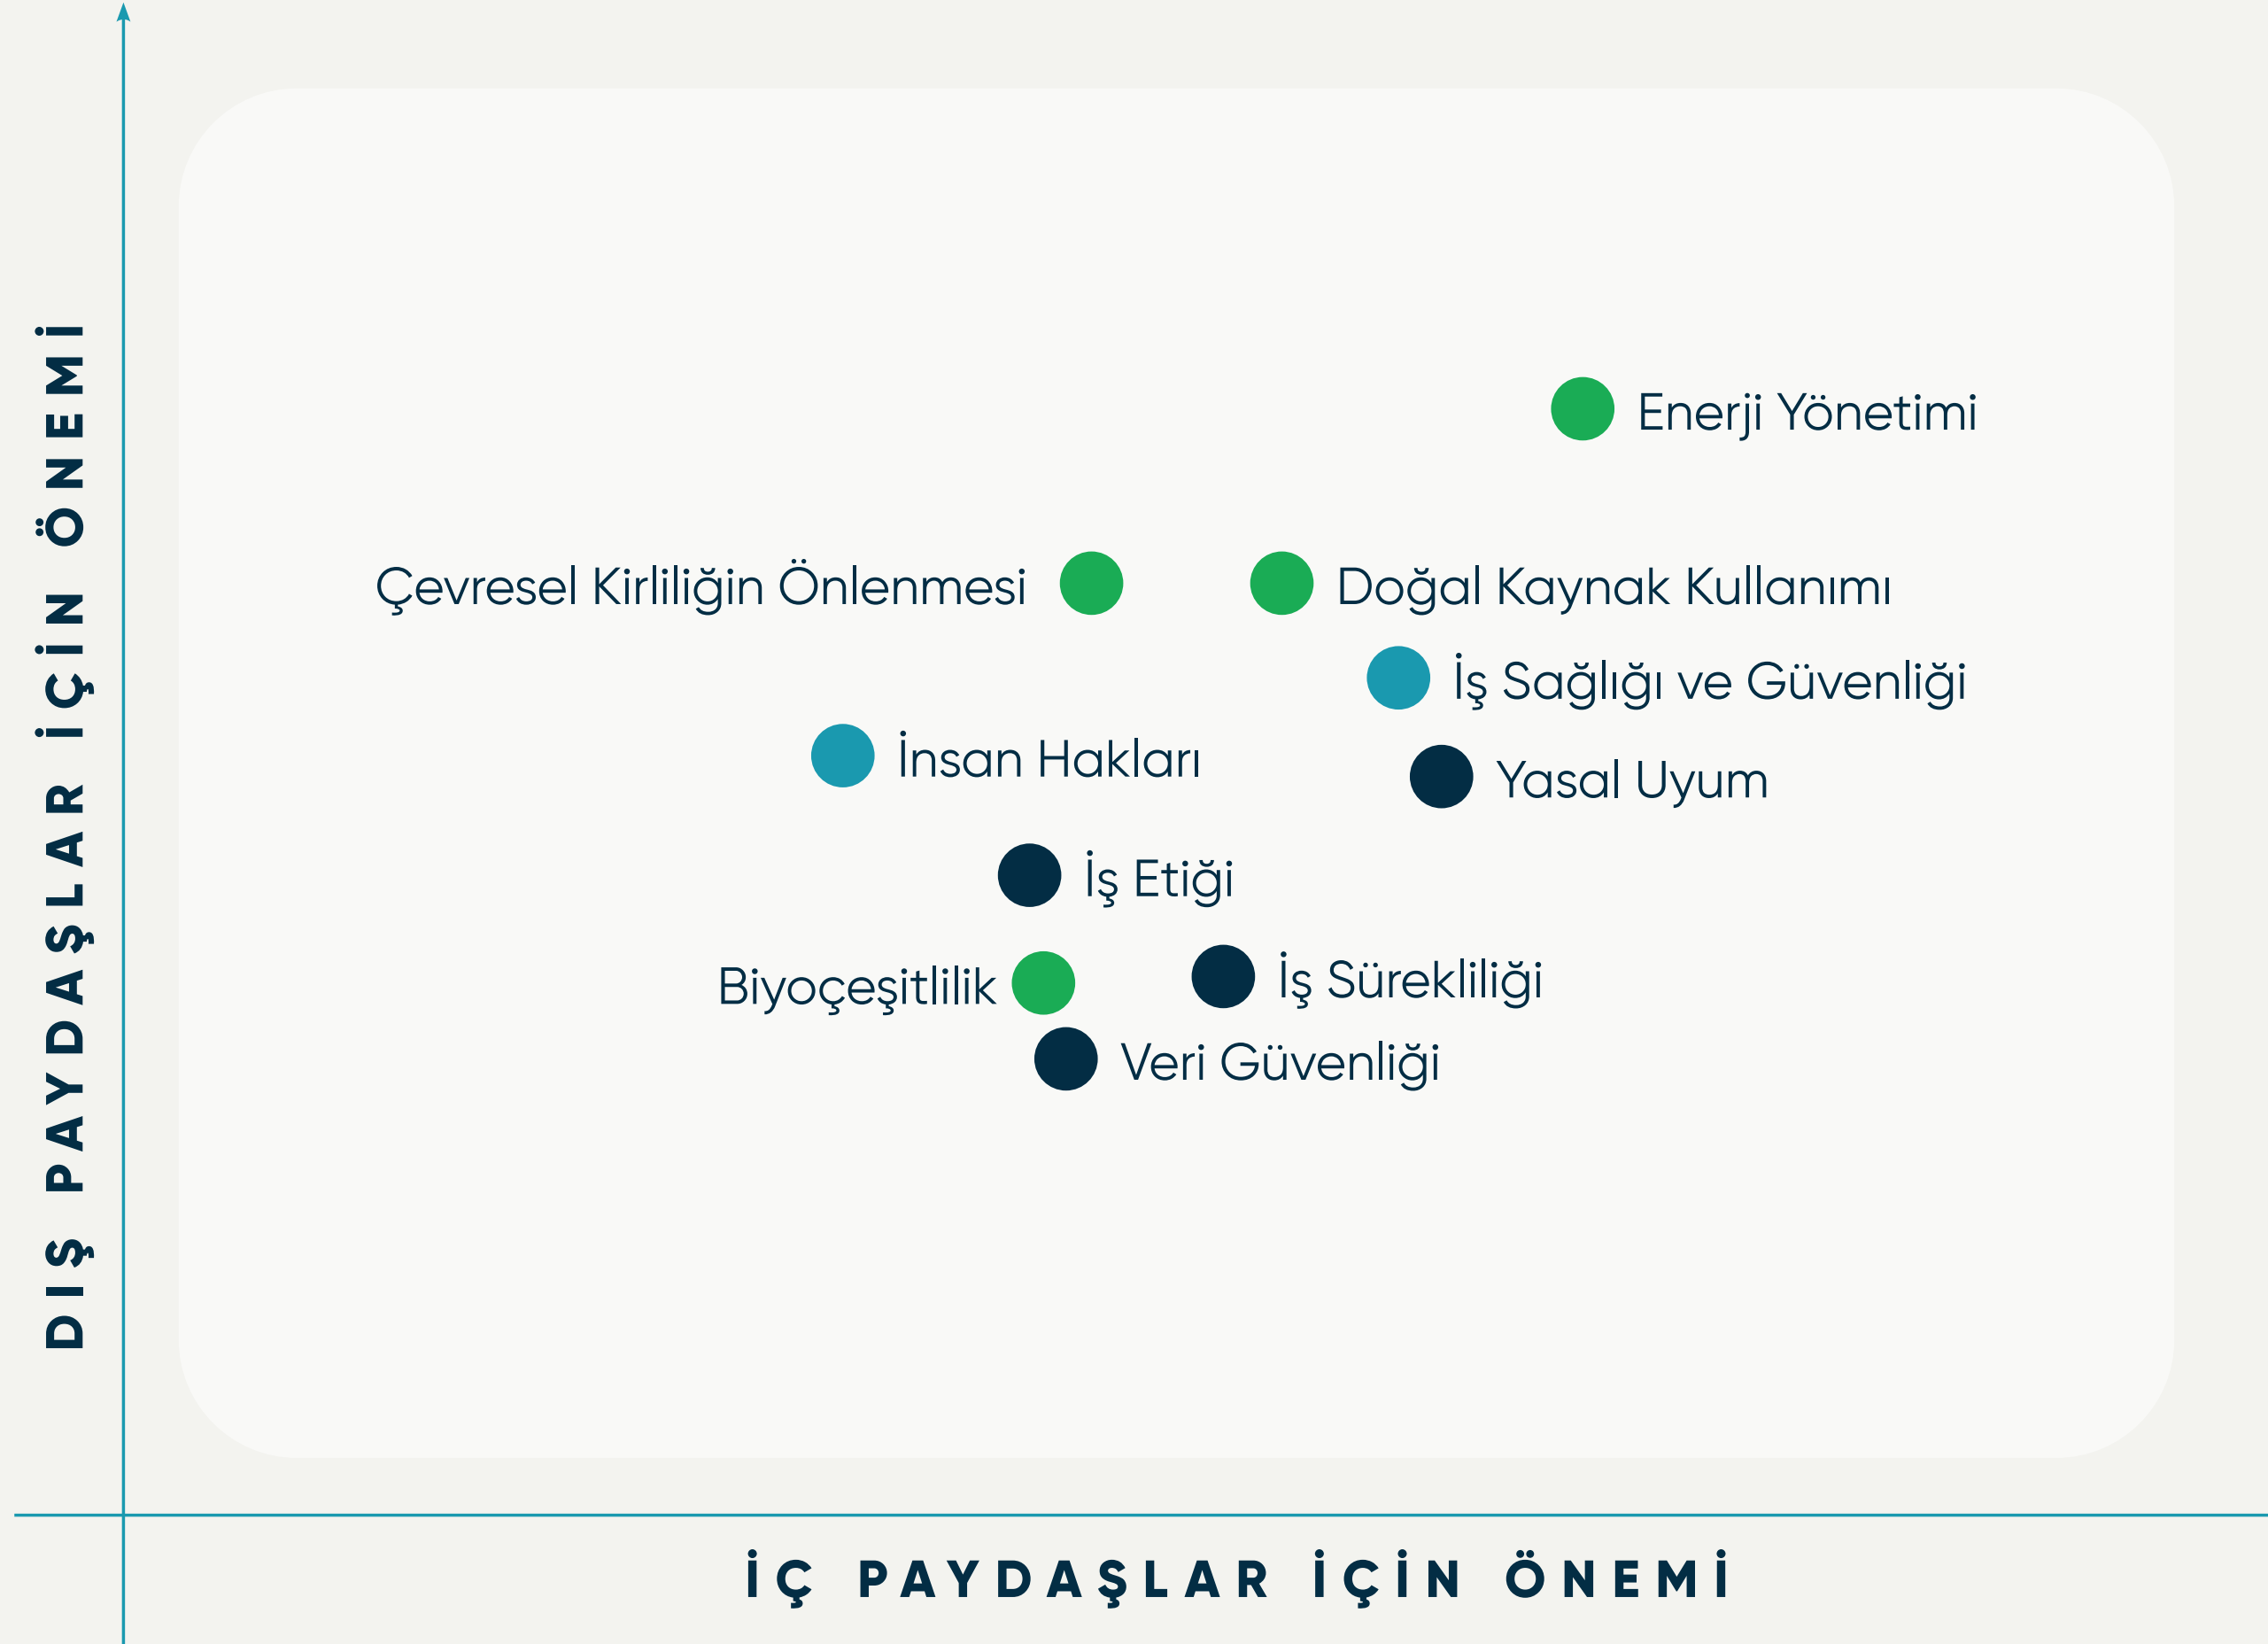 DIŞ PAYDAŞLAR İÇİN ÖNEMİ
Enerji Yönetimi
Çevresel Kirliliğin Önlenmesi
Doğal Kaynak Kullanımı
İş Sağlığı ve Güvenliği
İnsan Hakları
Yasal Uyum
İş Etiği
Biyoçeşitlilik
İş Sürekliliği
Veri Güvenliği
İÇ PAYDAŞLAR İÇİN ÖNEMİ